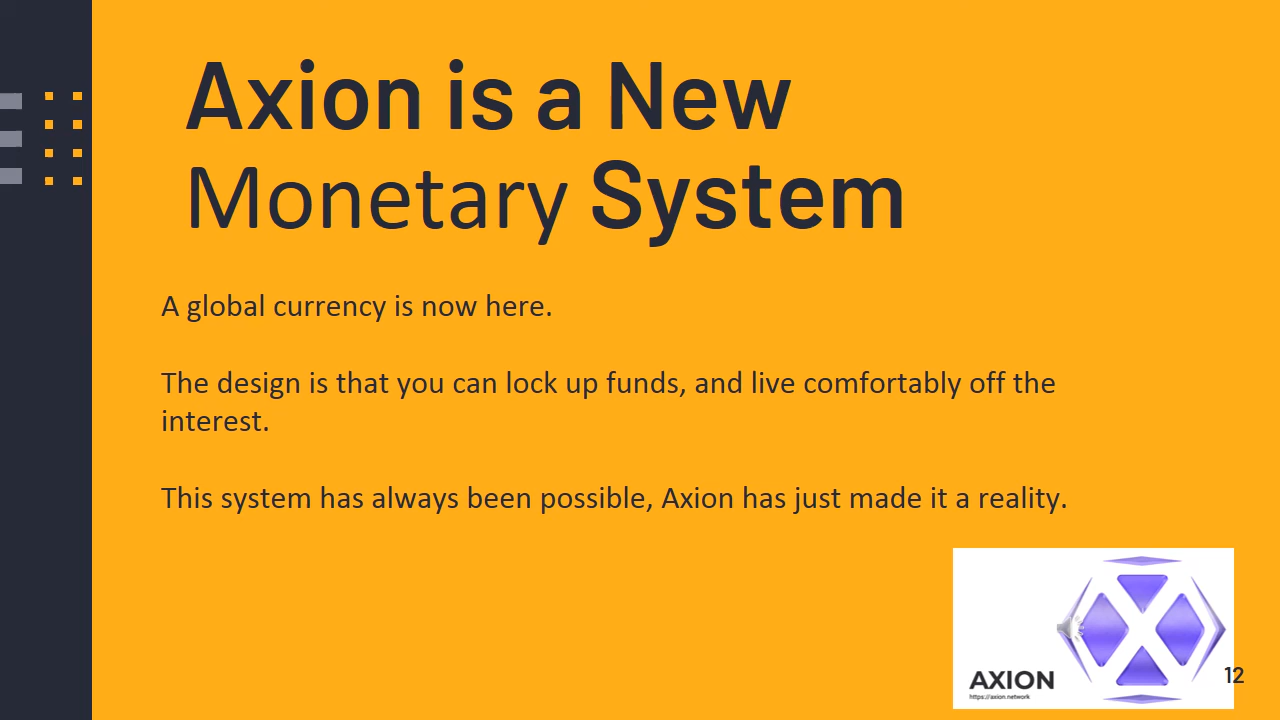 Axion is a New
Monetary System
A global currency is now here.
The design is that you can lock up funds, and live comfortably off the
interest.
This system has always been possible, Axion has just made it a reality.
AXION
https://axion.network
12